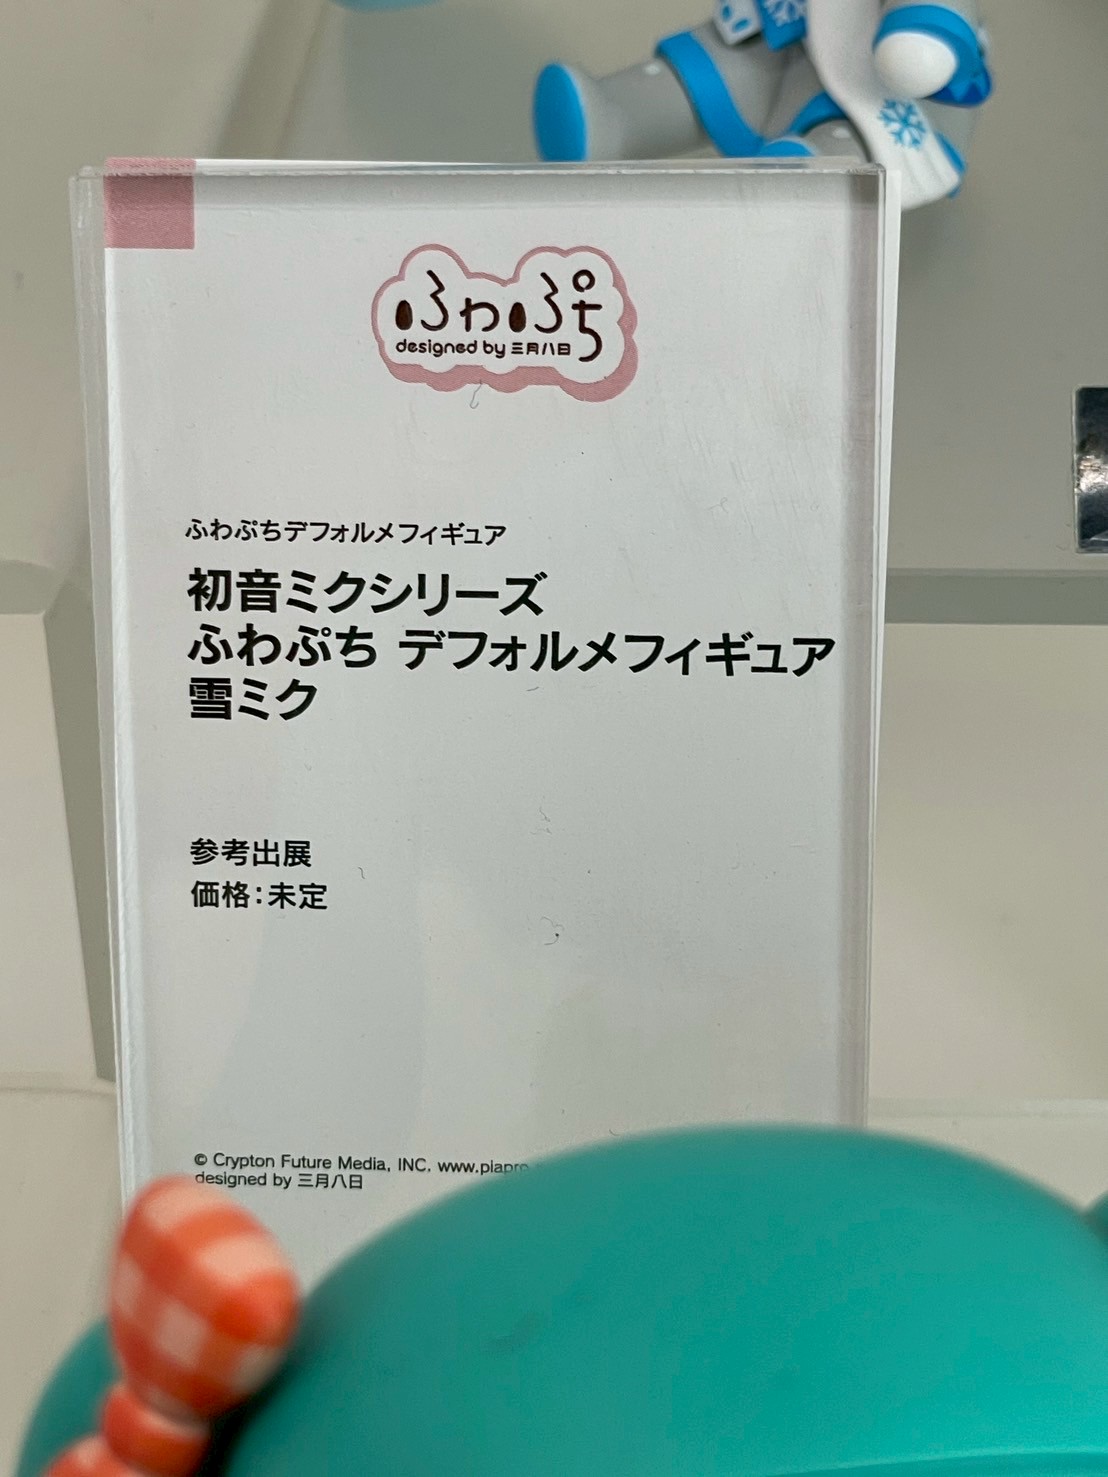 ふわぷち
designed by 三月八日
ふわぷちデフォルメフィギュア
初音ミクシリーズ
ふわぷち デフォルメフィギュア
雪ミク
参考出展
価格:未定
© Crypton Future Media, INC. www.piapro
designed by 三月八日